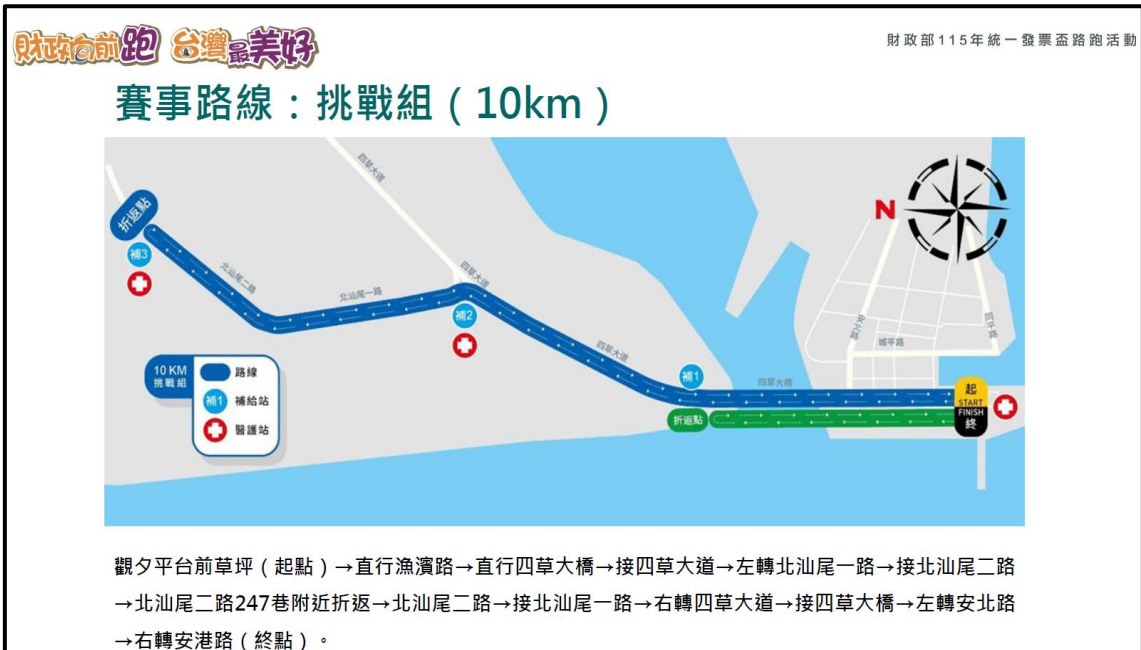 財政向前跑 台灣最美好
財政部115年統一發票盃路跑活動
賽事路線：挑戰組（10km）
四草大道
N
折返點
補3
北汕尾二路
北汕尾一路
四草大道
補2
四草大道
安北路
城平路
10 KM
挑戰組
路線
補1
補給站
醫護站
補1
四草大橋
折返點
起
START
FINISH
終
觀夕平台前草坪（起點）→直行漁濱路→直行四草大橋→接四草大道→左轉北汕尾一路→接北汕尾二路
→北汕尾二路247巷附近折返→北汕尾二路→接北汕尾一路→右轉四草大道→接四草大橋→左轉安北路
→右轉安港路（終點）。